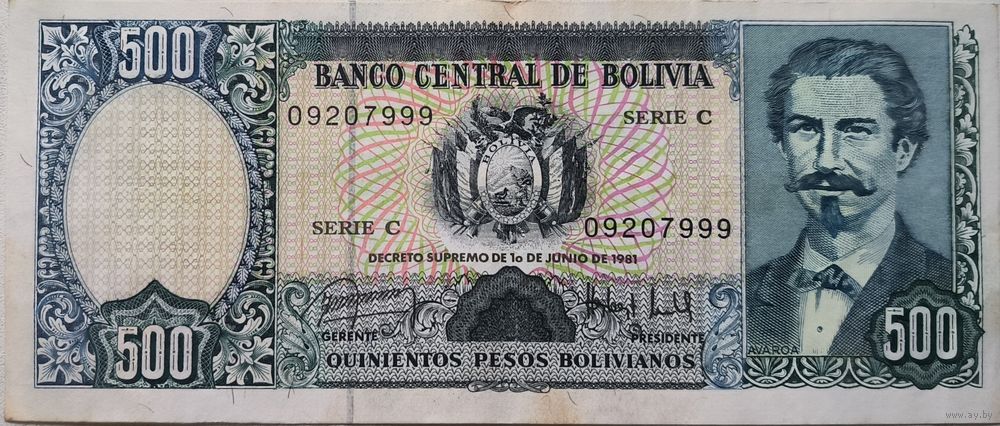 500
BANCO CENTRAL DE BOLIVIA
09207999 SERIE C
BOLIVIA
SERIE C 09207999
DECRETO SUPREMO DE 1o DE JUNIO DE 1981
GERENTE PRESIDENTE
500 QUINIENTOS PESOS BOLIVIANOS
AVAROA
500
www.ay.by